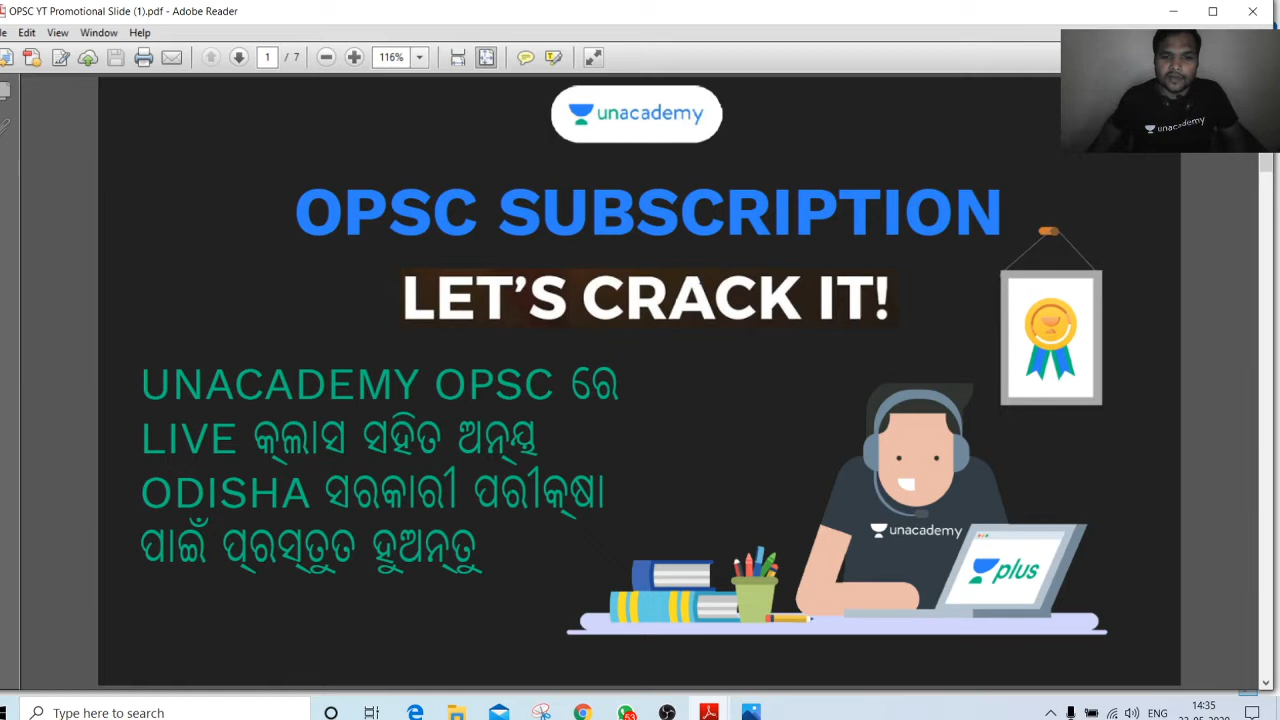 OPSC YT Promotional Slide (1).pdf - Adobe Reader
Edit View Window Help
1 / 7 116%
unacademy
unacademy
OPSC SUBSCRIPTION
LET'S CRACK IT!
UNACADEMY OPSC ରେ
LIVE କ୍ଲାସ ସହିତ ଅନ୍ୟ
ODISHA ସରକାରୀ ପରୀକ୍ଷା
ପାଇଁ ପ୍ରସ୍ତୁତ ହୁଅନ୍ତୁ
unacademy
plus
Type here to search
ENG
14:35